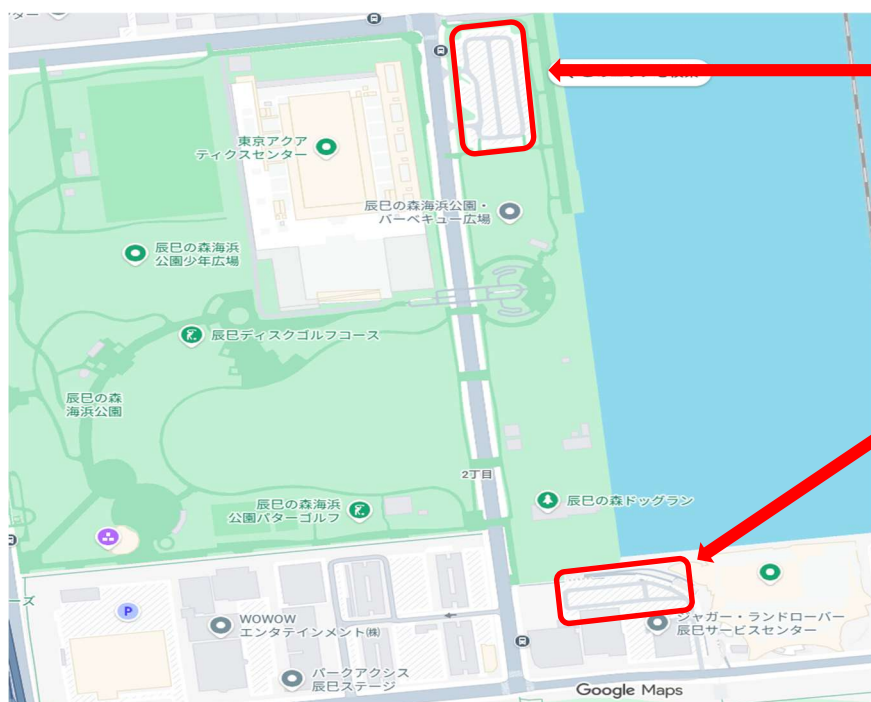 ター
東京アクア
ティクスセンター
辰巳の森海浜公園・
バーベキュー広場
辰巳の森海浜
公園少年広場
辰巳ディスクゴルフコース
辰巳の森
海浜公園
2丁目
辰巳の森海浜
公園パターゴルフ
辰巳の森ドッグラン
ーズ
P
WOWOW
エンタテインメント㈱
ジャガー・ランドローバー
辰巳サービスセンター
パークアクシス
辰巳ステージ
Google Maps